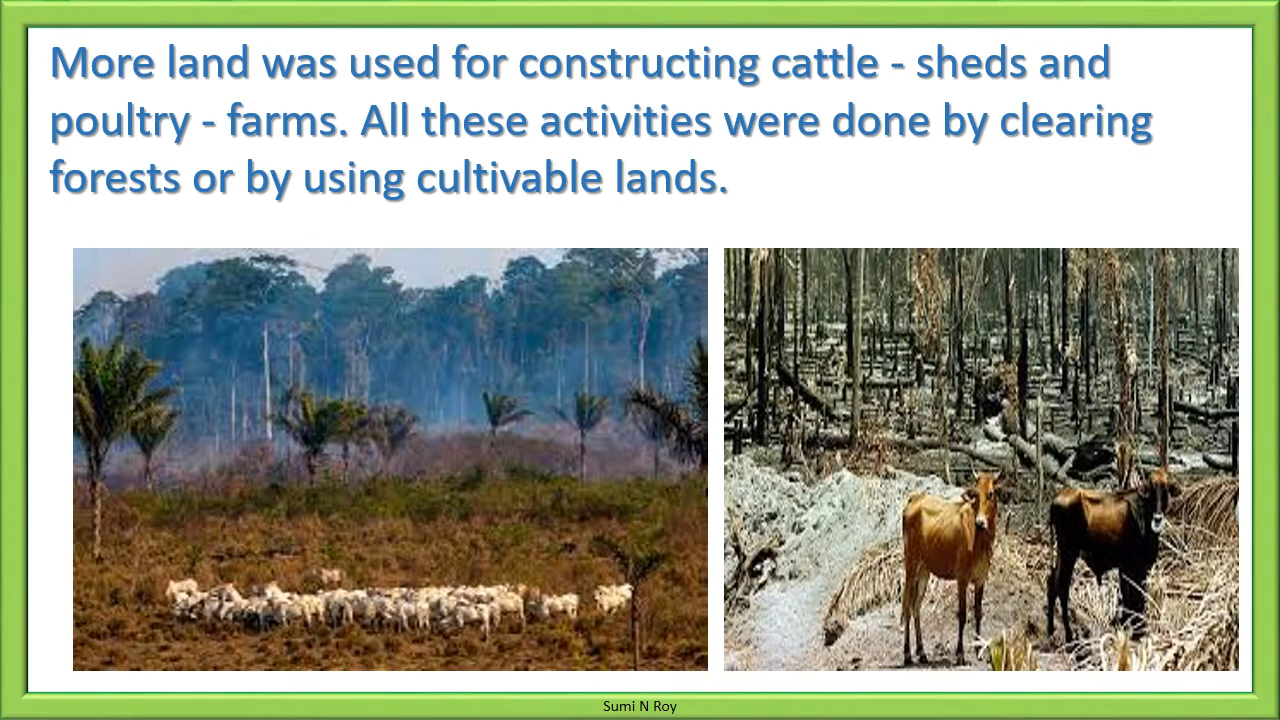 More land was used for constructing cattle - sheds and
poultry - farms. All these activities were done by clearing
forests or by using cultivable lands.
Sumi N Roy